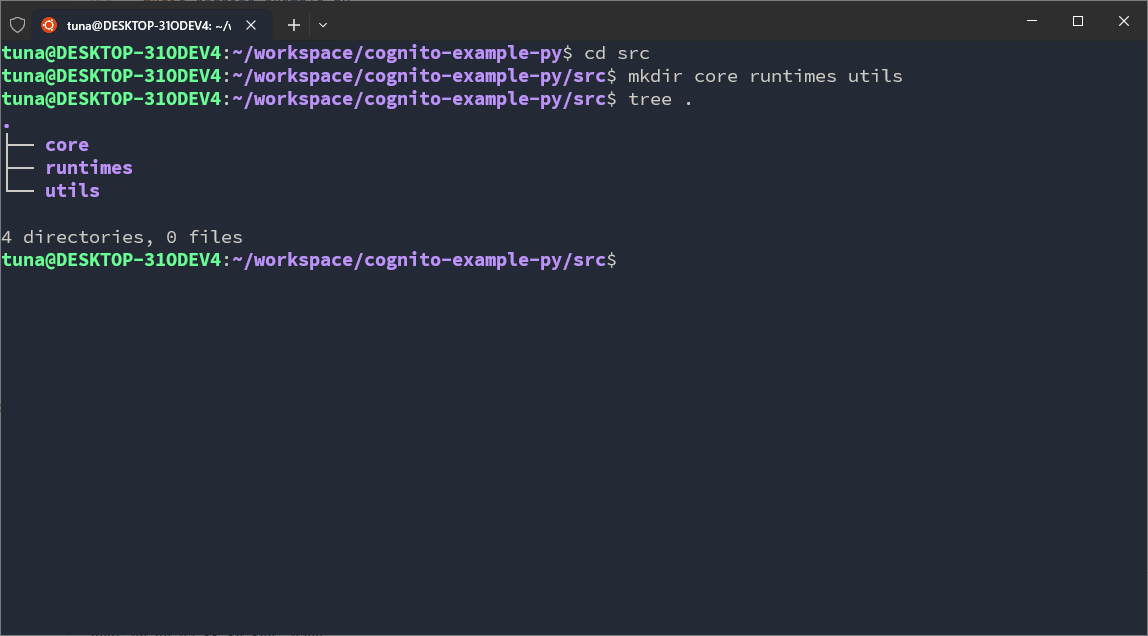 tuna@DESKTOP-31ODEV4: ~/v
tuna@DESKTOP-31ODEV4:~/workspace/cognito-example-py$ cd src
tuna@DESKTOP-31ODEV4:~/workspace/cognito-example-py/src$ mkdir core runtimes utils
tuna@DESKTOP-31ODEV4:~/workspace/cognito-example-py/src$ tree .
.
├── core
├── runtimes
└── utils
4 directories, 0 files
tuna@DESKTOP-31ODEV4:~/workspace/cognito-example-py/src$